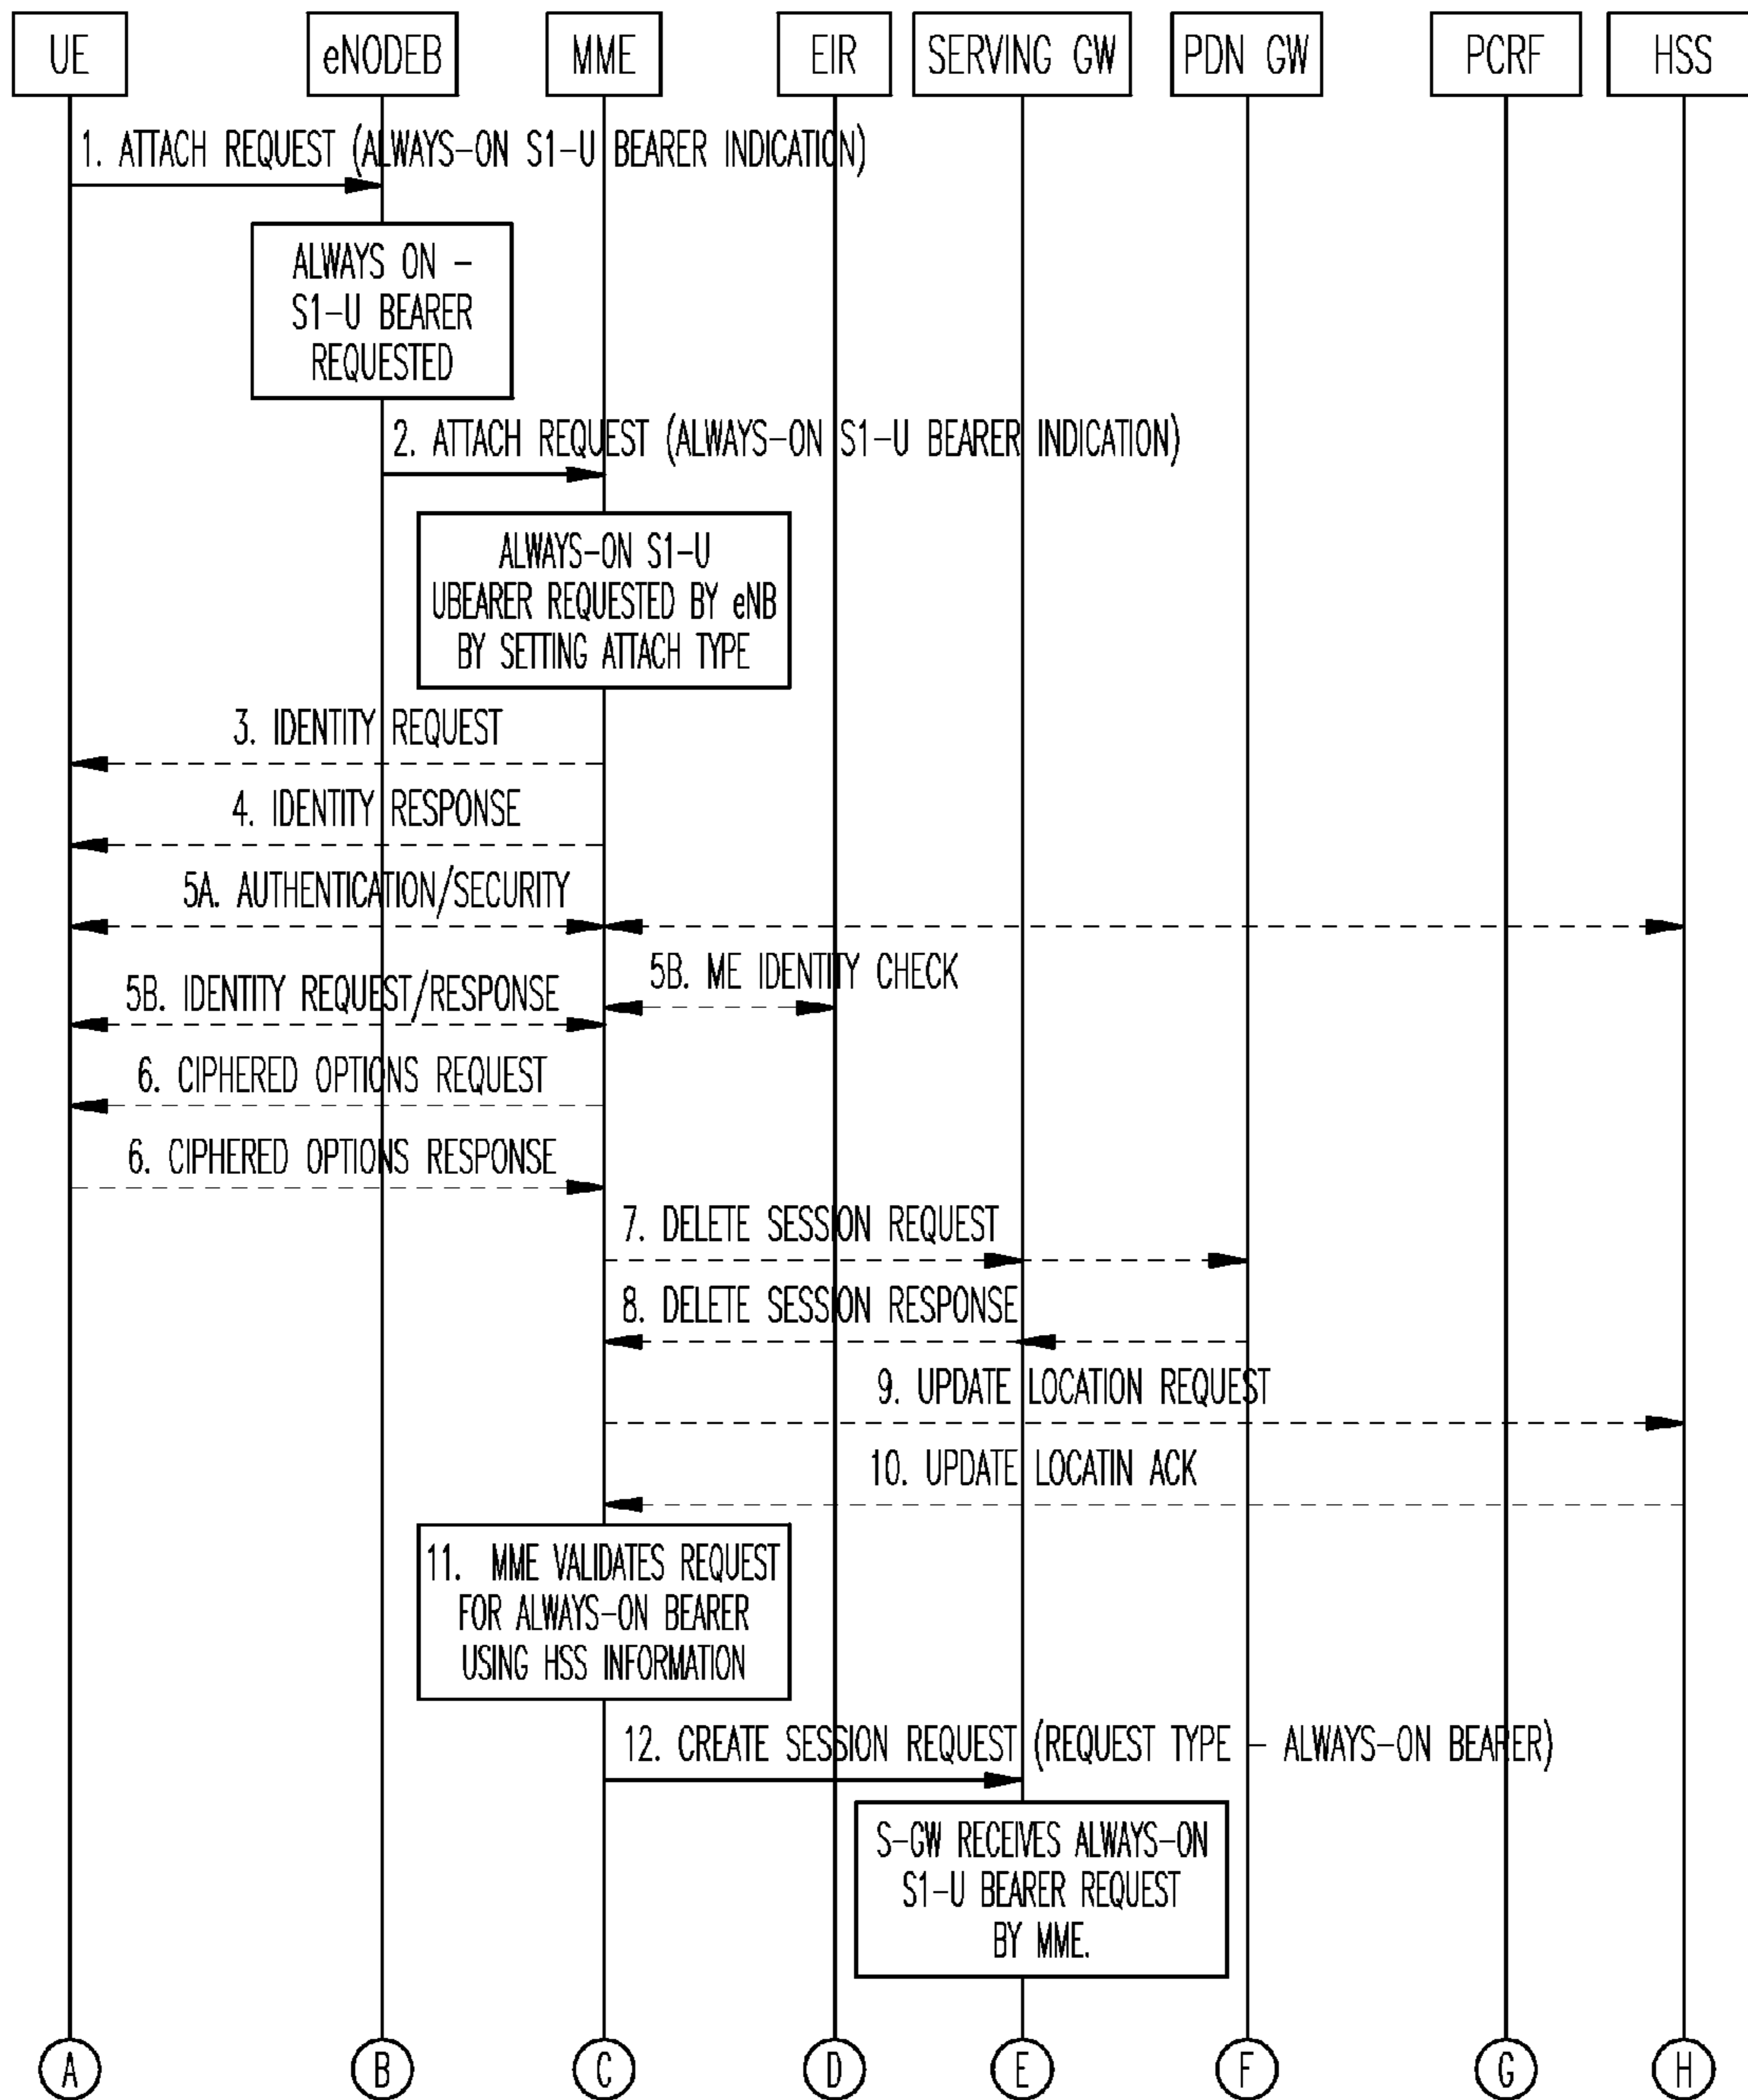 UE
eNODEB
MME
EIR
SERVING GW
PDN GW
PCRF
HSS
1. ATTACH REQUEST (ALWAYS-ON S1-U BEARER INDICATION)
ALWAYS ON -
S1-U BEARER
REQUESTED
2. ATTACH REQUEST (ALWAYS-ON S1-U BEARER INDICATION)
ALWAYS-ON S1-U
UBEARER REQUESTED BY eNB
BY SETTING ATTACH TYPE
3. IDENTITY REQUEST
4. IDENTITY RESPONSE
5A. AUTHENTICATION/SECURITY
5B. ME IDENTITY CHECK
5B. IDENTITY REQUEST/RESPONSE
6. CIPHERED OPTIONS REQUEST
6. CIPHERED OPTIONS RESPONSE
7. DELETE SESSION REQUEST
8. DELETE SESSION RESPONSE
9. UPDATE LOCATION REQUEST
10. UPDATE LOCATIN ACK
11. MME VALIDATES REQUEST
FOR ALWAYS-ON BEARER
USING HSS INFORMATION
12. CREATE SESSION REQUEST (REQUEST TYPE - ALWAYS-ON BEARER)
S-GW RECEIVES ALWAYS-ON
S1-U BEARER REQUEST
BY MME.
A
B
C
D
E
F
G
H